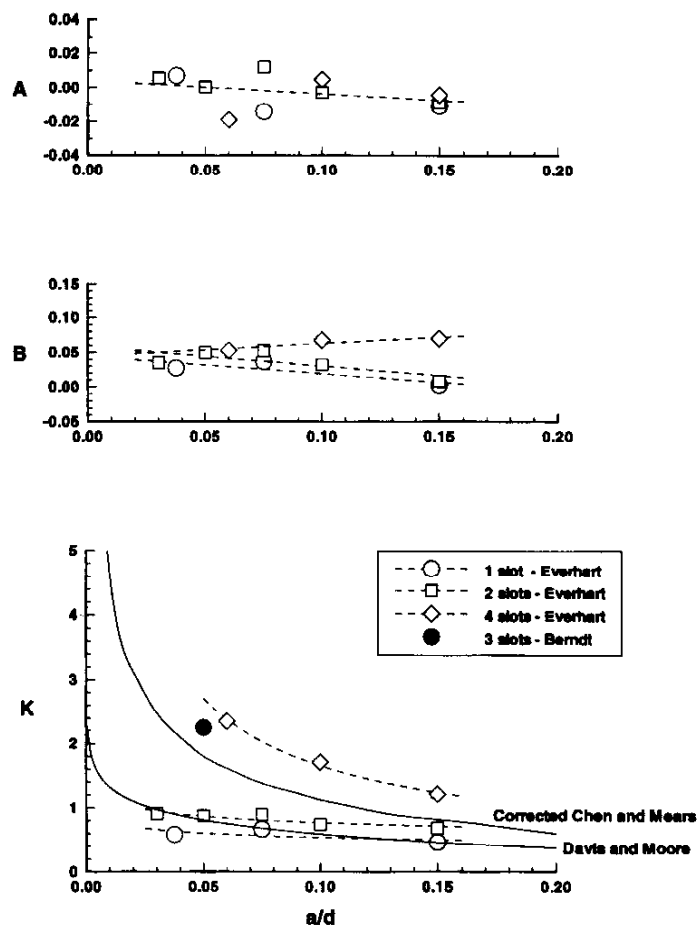 0.04
0.02
A
0.00
-0.02
-0.04
0.00 0.05 0.10 0.15 0.20
0.15
0.10
B
0.05
0.00
-0.05
0.00 0.05 0.10 0.15 0.20
5
1 slot - Everhart
2 slots - Everhart
4 slots - Everhart
3 slots - Berndt
4
3
K
2
1
Corrected Chen and Mears
Davis and Moore
0
0.00 0.05 0.10 0.15 0.20
a/d